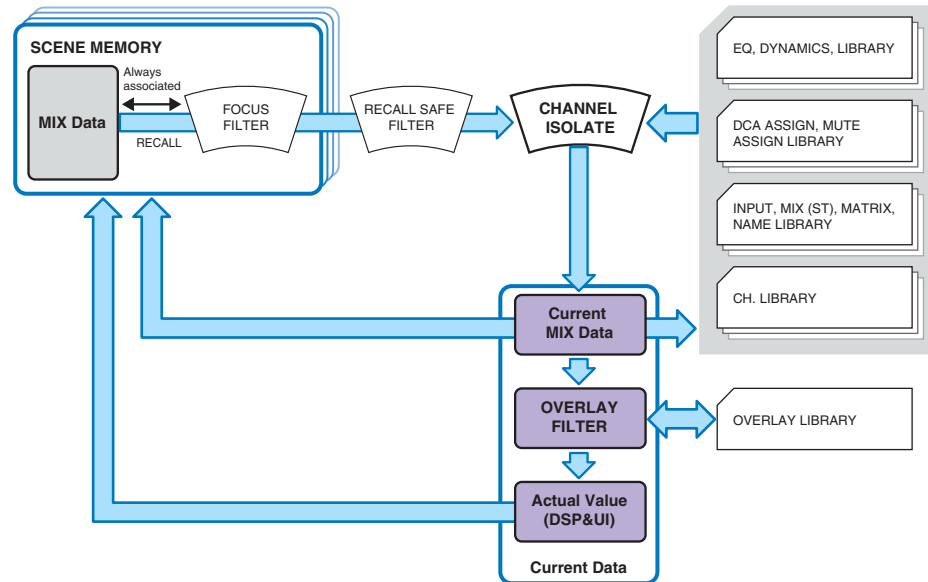 SCENE MEMORY
MIX Data
Always
associated
RECALL
FOCUS
FILTER
RECALL SAFE
FILTER
CHANNEL
ISOLATE
EQ, DYNAMICS, LIBRARY
DCA ASSIGN, MUTE
ASSIGN LIBRARY
INPUT, MIX (ST), MATRIX,
NAME LIBRARY
CH. LIBRARY
Current
MIX Data
OVERLAY
FILTER
OVERLAY LIBRARY
Actual Value
(DSP&UI)
Current Data